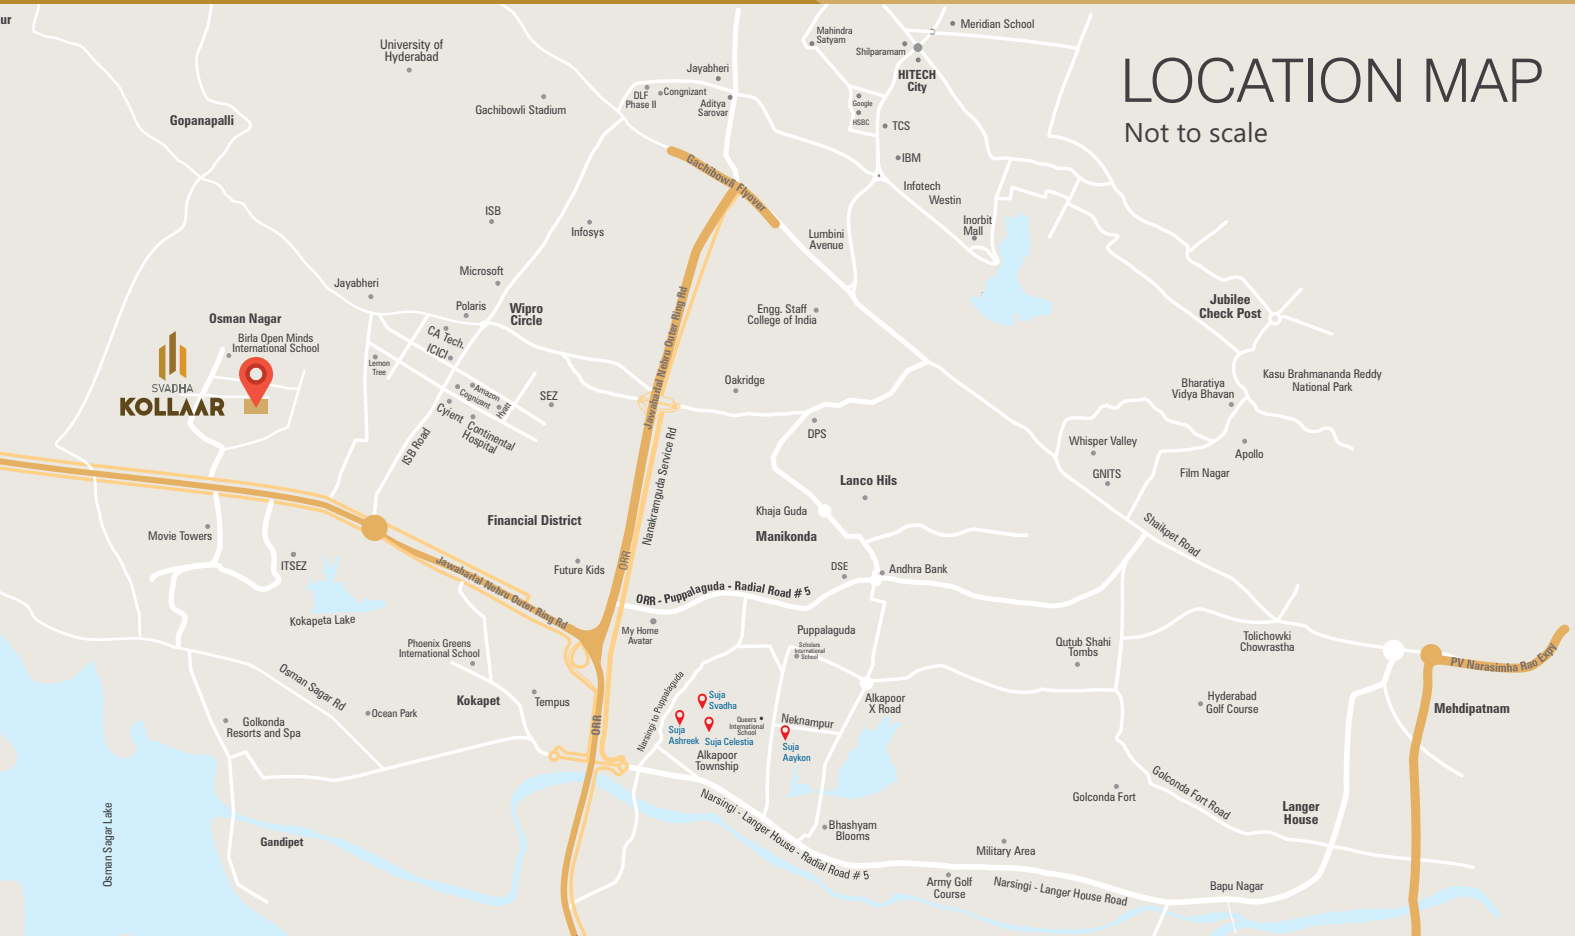 ur
LOCATION MAP
Not to scale
University of
Hyderabad
Gopanapalli
Gachibowli Stadium
Jayabheri
DLF
Phase II
Congnizant
Aditya
Sarovar
Mahindra
Satyam
Shilparamam
Meridian School
HITECH
City
Google
HSBC
TCS
IBM
Infotech
Westin
Inorbit
Mall
Gachibowli Flyover
Lumbini
Avenue
ISB
Infosys
Microsoft
Jayabheri
Polaris
Wipro
Circle
CA Tech.
ICICI
Lemon
Tree
Amazon
Cognizant
Hyatt
Cyient
Continental
Hospital
SEZ
ISB Road
Osman Nagar
Birla Open Minds
International School
SVADHA
KOLLAAR
Engg. Staff
College of India
Jawaharlal Nehru Outer Ring Rd
Nanakramguda Service Rd
Oakridge
DPS
Jubilee
Check Post
Kasu Brahmananda Reddy
National Park
Bharatiya
Vidya Bhavan
Whisper Valley
GNITS
Apollo
Film Nagar
Shaikpet Road
Lanco Hils
Khaja Guda
Manikonda
DSE
Andhra Bank
Financial District
Future Kids
ORR
Movie Towers
ITSEZ
Jawaharlal Nehru Outer Ring Rd
ORR - Puppalaguda - Radial Road # 5
Kokapeta Lake
Phoenix Greens
International School
My Home
Avatar
Puppalaguda
Scholars
International
School
Qutub Shahi
Tombs
Tolichowki
Chowrastha
PV Narasimha Rao Expy
Osman Sagar Rd
Kokapet
Tempus
Ocean Park
Golkonda
Resorts and Spa
ORR
Narsingi to Puppalaguda
Suja
Svadha
Suja
Ashreek
Suja Celestia
Queers
International
School
Neknampur
Suja
Aaykon
Alkapoor
Township
Alkapoor
X Road
Hyderabad
Golf Course
Mehdipatnam
Golconda Fort
Golconda Fort Road
Langer
House
Osman Sagar Lake
Gandipet
Narsingi - Langer House - Radial Road # 5
Bhashyam
Blooms
Military Area
Army Golf
Course
Narsingi - Langer House Road
Bapu Nagar